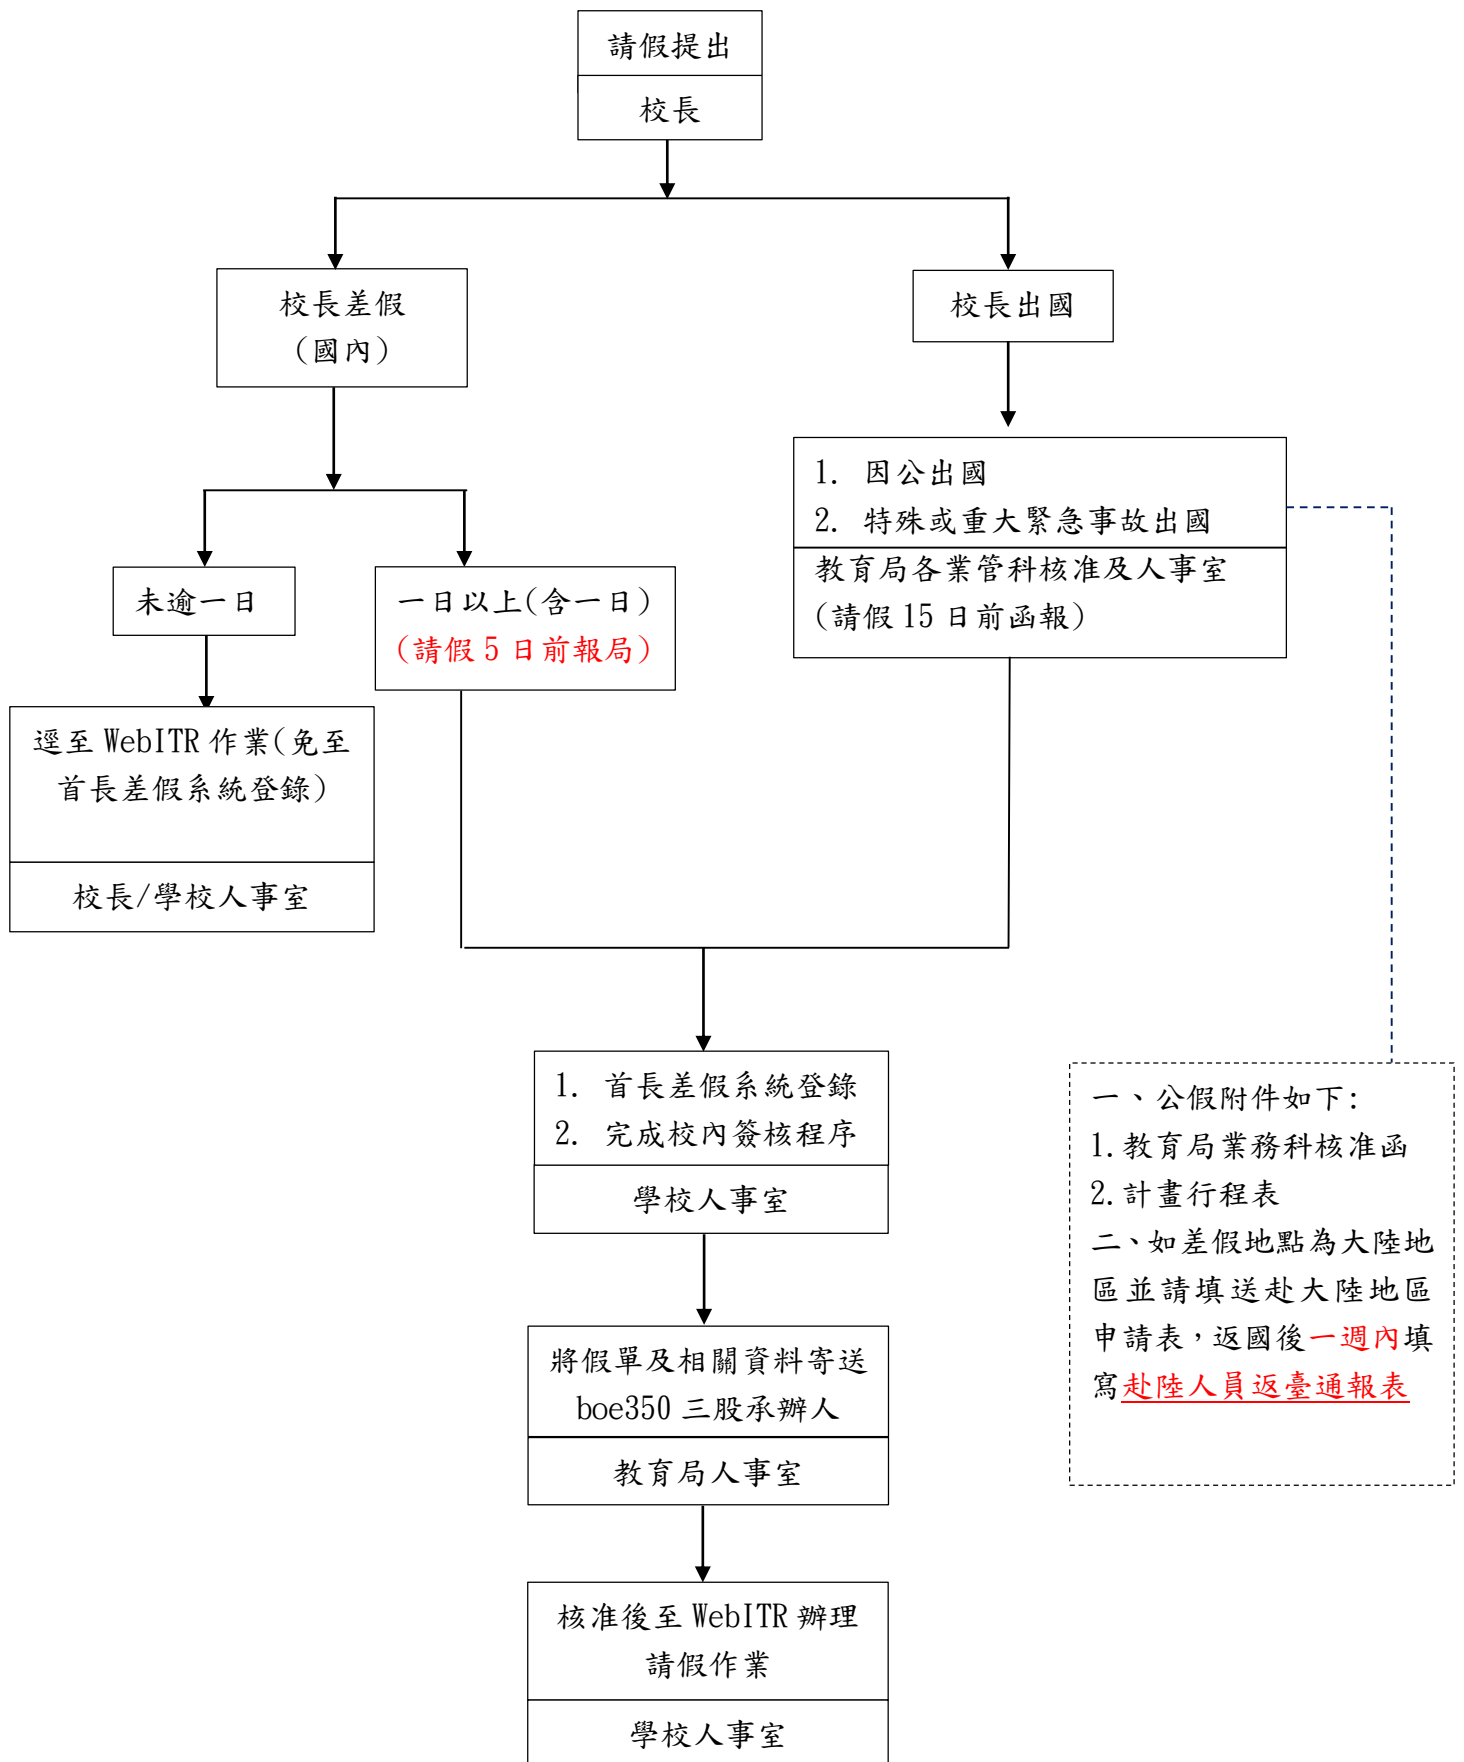 請假提出
校長
校長差假
(國內)
校長出國
1. 因公出國
2. 特殊或重大緊急事故出國
教育局各業管科核准及人事室
(請假 15 日前函報)
未逾一日
一日以上(含一日)
(請假 5 日前報局)
逕至 WebITR 作業(免至
首長差假系統登錄)
校長/學校人事室
1. 首長差假系統登錄
2. 完成校內簽核程序
學校人事室
一、公假附件如下:
1.教育局業務科核准函
2.計畫行程表
二、如差假地點為大陸地
區並請填送赴大陸地區
申請表，返國後一週內填
寫赴陸人員返臺通報表
將假單及相關資料寄送
boe350 三股承辦人
教育局人事室
核准後至 WebITR 辦理
請假作業
學校人事室